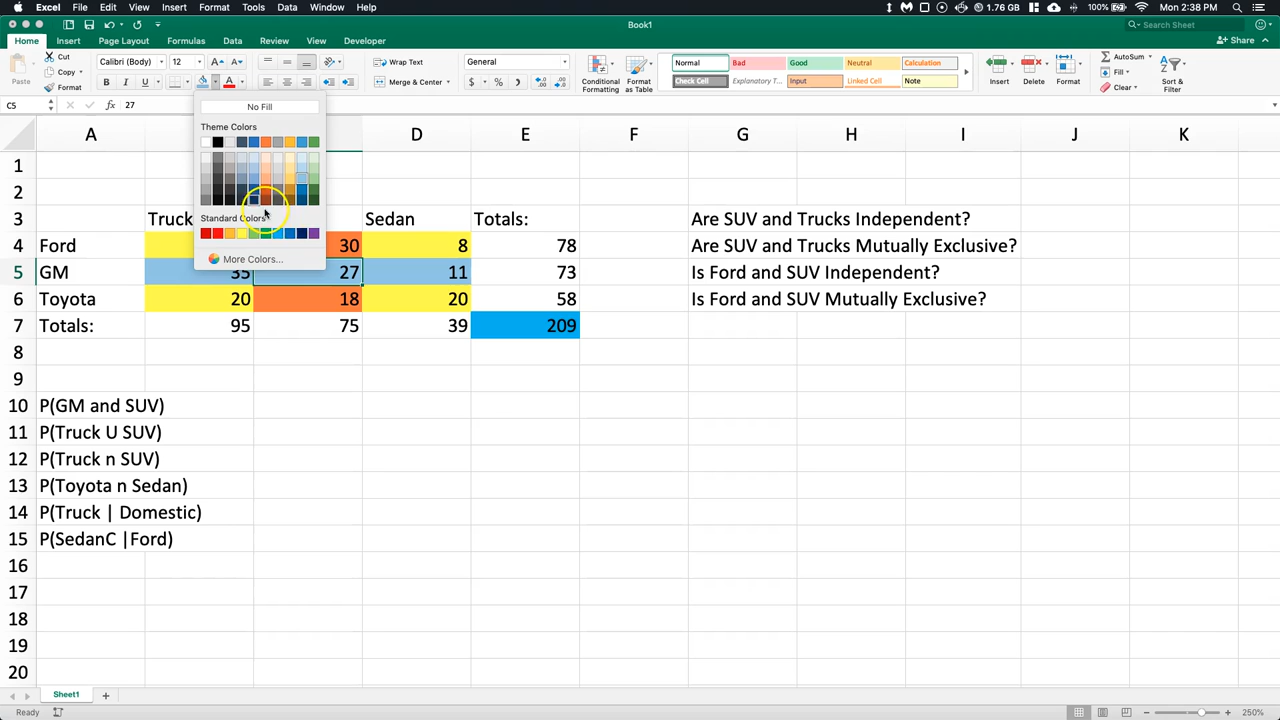 Excel File Edit View Insert Format Tools Data Window Help 1.76 GB 100% Mon 2:38 PM
Book1 Search Sheet
Home Insert Page Layout Formulas Data Review View Developer Share
Cut Calibri (Body) 12 Wrap Text General Normal Bad Good Neutral Calculation AutoSum
Paste Copy Format B I U A Merge & Center $ % Conditional Formatting Format as Table Check Cell Explanatory T... Input Linked Cell Note Insert Delete Format Fill Clear Sort & Filter
C5 fx 27
No Fill
Theme Colors
Standard Colors
More Colors...
A D E F G H I J K
1
2
3 Truck Sedan Totals: Are SUV and Trucks Independent?
4 Ford 30 8 78 Are SUV and Trucks Mutually Exclusive?
5 GM 35 27 11 73 Is Ford and SUV Independent?
6 Toyota 20 18 20 58 Is Ford and SUV Mutually Exclusive?
7 Totals: 95 75 39 209
8
9
10 P(GM and SUV)
11 P(Truck U SUV)
12 P(Truck n SUV)
13 P(Toyota n Sedan)
14 P(Truck | Domestic)
15 P(SedanC |Ford)
16
17
18
19
20
Sheet1
Ready 250%